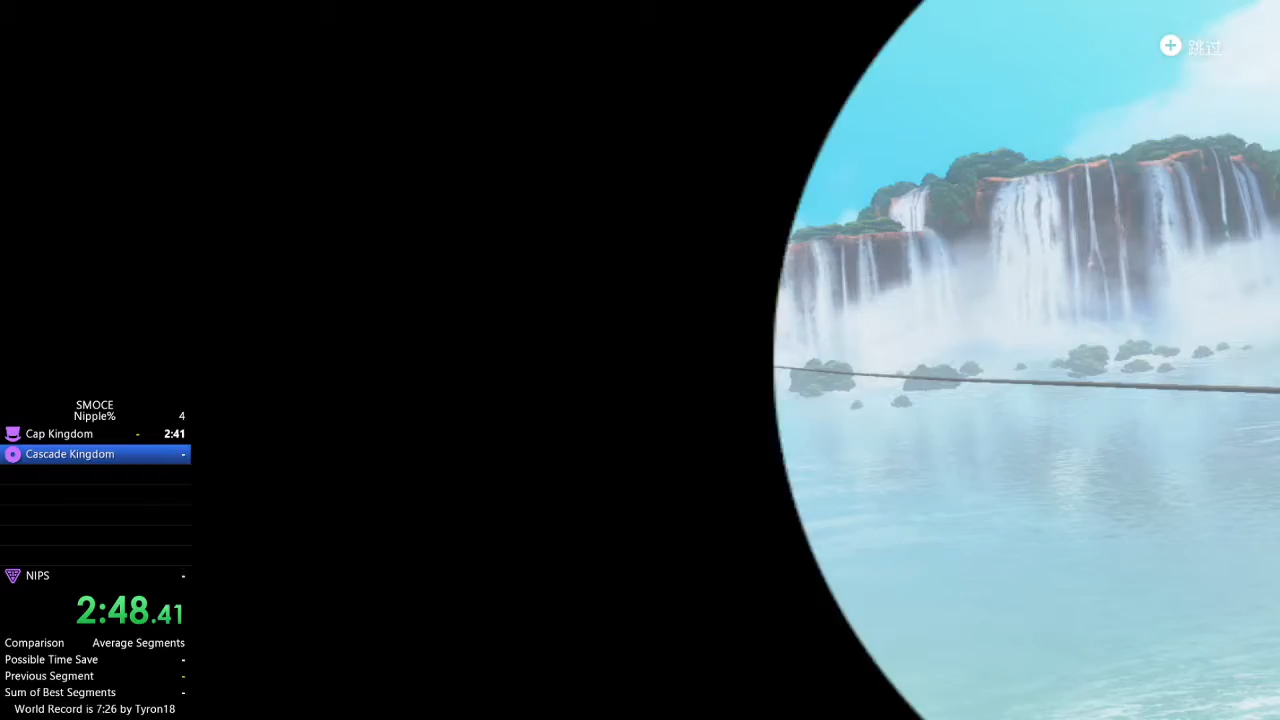 跳过
SMOCE
Nipple% 4
Cap Kingdom - 2:41
Cascade Kingdom -
NIPS -
2:48.41
Comparison Average Segments
Possible Time Save -
Previous Segment -
Sum of Best Segments -
World Record is 7:26 by Tyron18